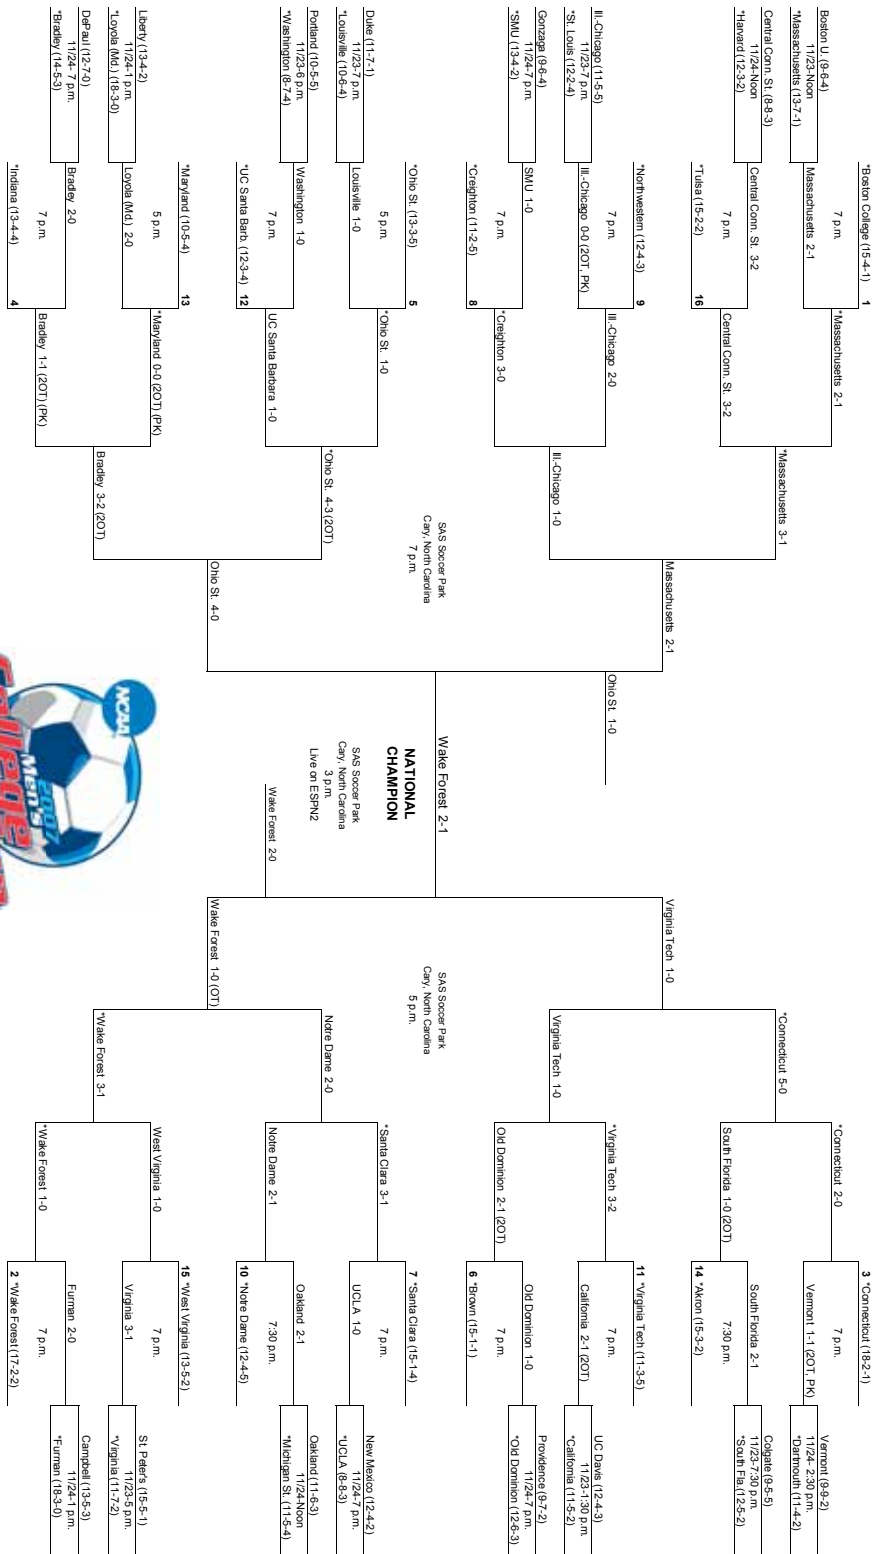 Boston U. (9-6-4)
11/23-Noon
*Massachusetts (13-7-1)
Central Conn. St. (8-8-3)
11/24-Noon
*Harvard (12-3-2)
Ill.-Chicago (11-5-5)
11/23-7 p.m.
*St. Louis (12-2-4)
Gonzaga (9-6-4)
11/24-7 p.m.
*SMU (13-4-2)
Duke (11-7-1)
11/23-7 p.m.
*Louisville (10-6-4)
Portland (10-5-5)
11/23-6 p.m.
*Washington (8-7-4)
Liberty (13-4-2)
11/24-1 p.m.
*Loyola (Md.) (18-3-0)
DePaul (12-7-0)
11/24- 7 p.m.
*Bradley (14-5-3)
*Boston College (15-4-1)
1
7 p.m.
Massachusetts 2-1
Central Conn. St. 3-2
7 p.m.
*Tulsa (15-2-2)
16
*Northwestern (12-4-3)
9
7 p.m.
Ill.-Chicago 0-0 (2OT, PK)
SMU 1-0
7 p.m.
*Creighton (11-2-5)
8
*Ohio St. (13-3-5)
5
5 p.m.
Louisville 1-0
Washington 1-0
7 p.m.
*UC Santa Barb. (12-3-4)
12
*Maryland (10-5-4)
13
5 p.m.
Loyola (Md.) 2-0
Bradley 2-0
7 p.m.
*Indiana (13-4-4)
4
*Massachusetts 2-1
Central Conn. St. 3-2
Ill.-Chicago 2-0
*Creighton 3-0
*Ohio St. 1-0
UC Santa Barbara 1-0
*Maryland 0-0 (2OT) (PK)
Bradley 1-1 (2OT) (PK)
*Massachusetts 3-1
Ill.-Chicago 1-0
*Ohio St. 4-3 (2OT)
Bradley 3-2 (2OT)
SAS Soccer Park
Cary, North Carolina
7 p.m.
Massachusetts 2-1
Ohio St. 4-0
Ohio St. 1-0
Wake Forest 2-1
NATIONAL
CHAMPION
SAS Soccer Park
Cary, North Carolina
3 p.m.
Live on ESPN2
Wake Forest 2-0
NCAA
2007
Men's
College
Virginia Tech 1-0
Wake Forest 1-0 (OT)
SAS Soccer Park
Cary, North Carolina
5 p.m.
*Connecticut 5-0
Virginia Tech 1-0
Notre Dame 2-0
*Wake Forest 3-1
*Connecticut 2-0
South Florida 1-0 (2OT)
*Virginia Tech 3-2
Old Dominion 2-1 (2OT)
*Santa Clara 3-1
Notre Dame 2-1
West Virginia 1-0
*Wake Forest 1-0
3 *Connecticut (18-2-1)
7 p.m.
Vermont 1-1 (2OT, PK)
South Florida 2-1
7:30 p.m.
14 *Akron (15-3-2)
11 *Virginia Tech (11-3-5)
7 p.m.
California 2-1 (2OT)
Old Dominion 1-0
7 p.m.
6 *Brown (15-1-1)
7 *Santa Clara (15-1-4)
7 p.m.
UCLA 1-0
Oakland 2-1
7:30 p.m.
10 *Notre Dame (12-4-5)
15 *West Virginia (13-5-2)
7 p.m.
Virginia 3-1
Furman 2-0
7 p.m.
2 *Wake Forest (17-2-2)
Vermont (9-9-2)
11/24- 2:30 p.m.
*Dartmouth (11-4-2)
Colgate (9-5-5)
11/23-7:30 p.m.
*South Fla.(12-5-2)
UC Davis (12-4-3)
11/23-1:30 p.m.
*California (11-5-2)
Providence (9-7-2)
11/24-7 p.m.
*Old Dominion (12-6-3)
New Mexico (12-4-2)
11/24-7 p.m.
*UCLA (8-8-3)
Oakland (11-6-3)
11/24-Noon
*Michigan St. (11-5-4)
St. Peter's (15-5-1)
11/23-5 p.m.
*Virginia (11-7-2)
Campbell (13-5-3)
11/24-1 p.m.
*Furman (18-3-0)